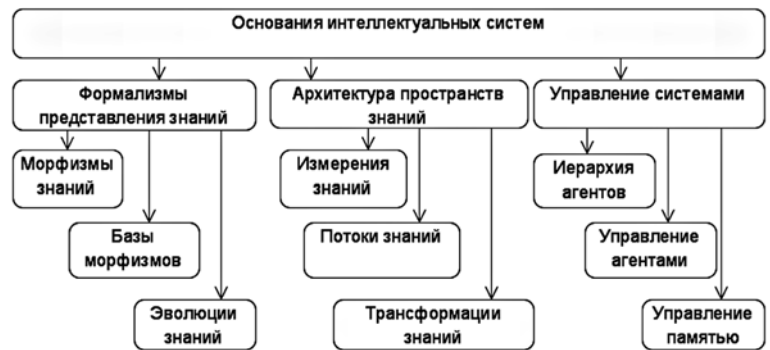 Основания интеллектуальных систем
Формализмы
представления знаний
Архитектура пространств
знаний
Управление системами
Морфизмы
знаний
Измерения
знаний
Иерархия
агентов
Базы
морфизмов
Потоки знаний
Управление
агентами
Эволюции
знаний
Трансформации
знаний
Управление
памятью